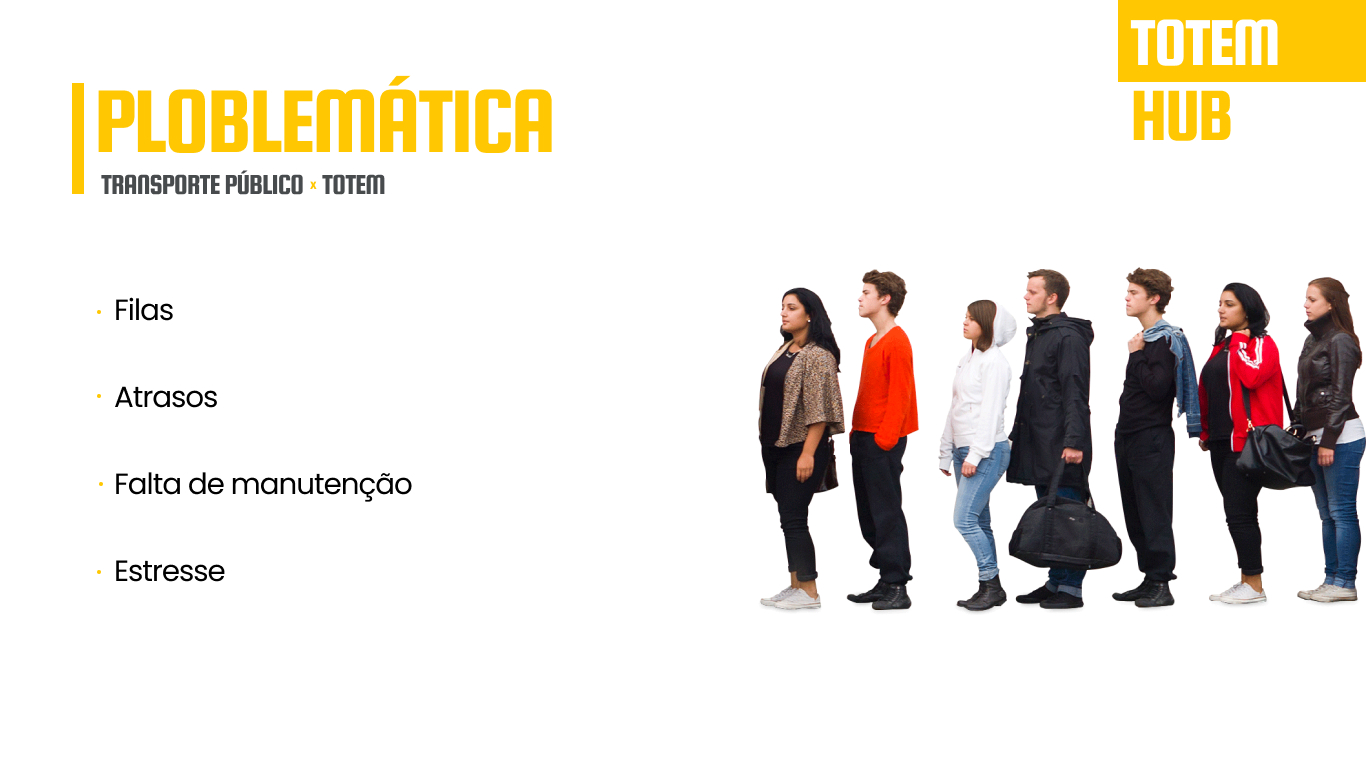 TOTEM
HUB
PLOBLEMÁTICA
TRANSPORTE PÚBLICO x TOTEM
· Filas
· Atrasos
· Falta de manutenção
· Estresse